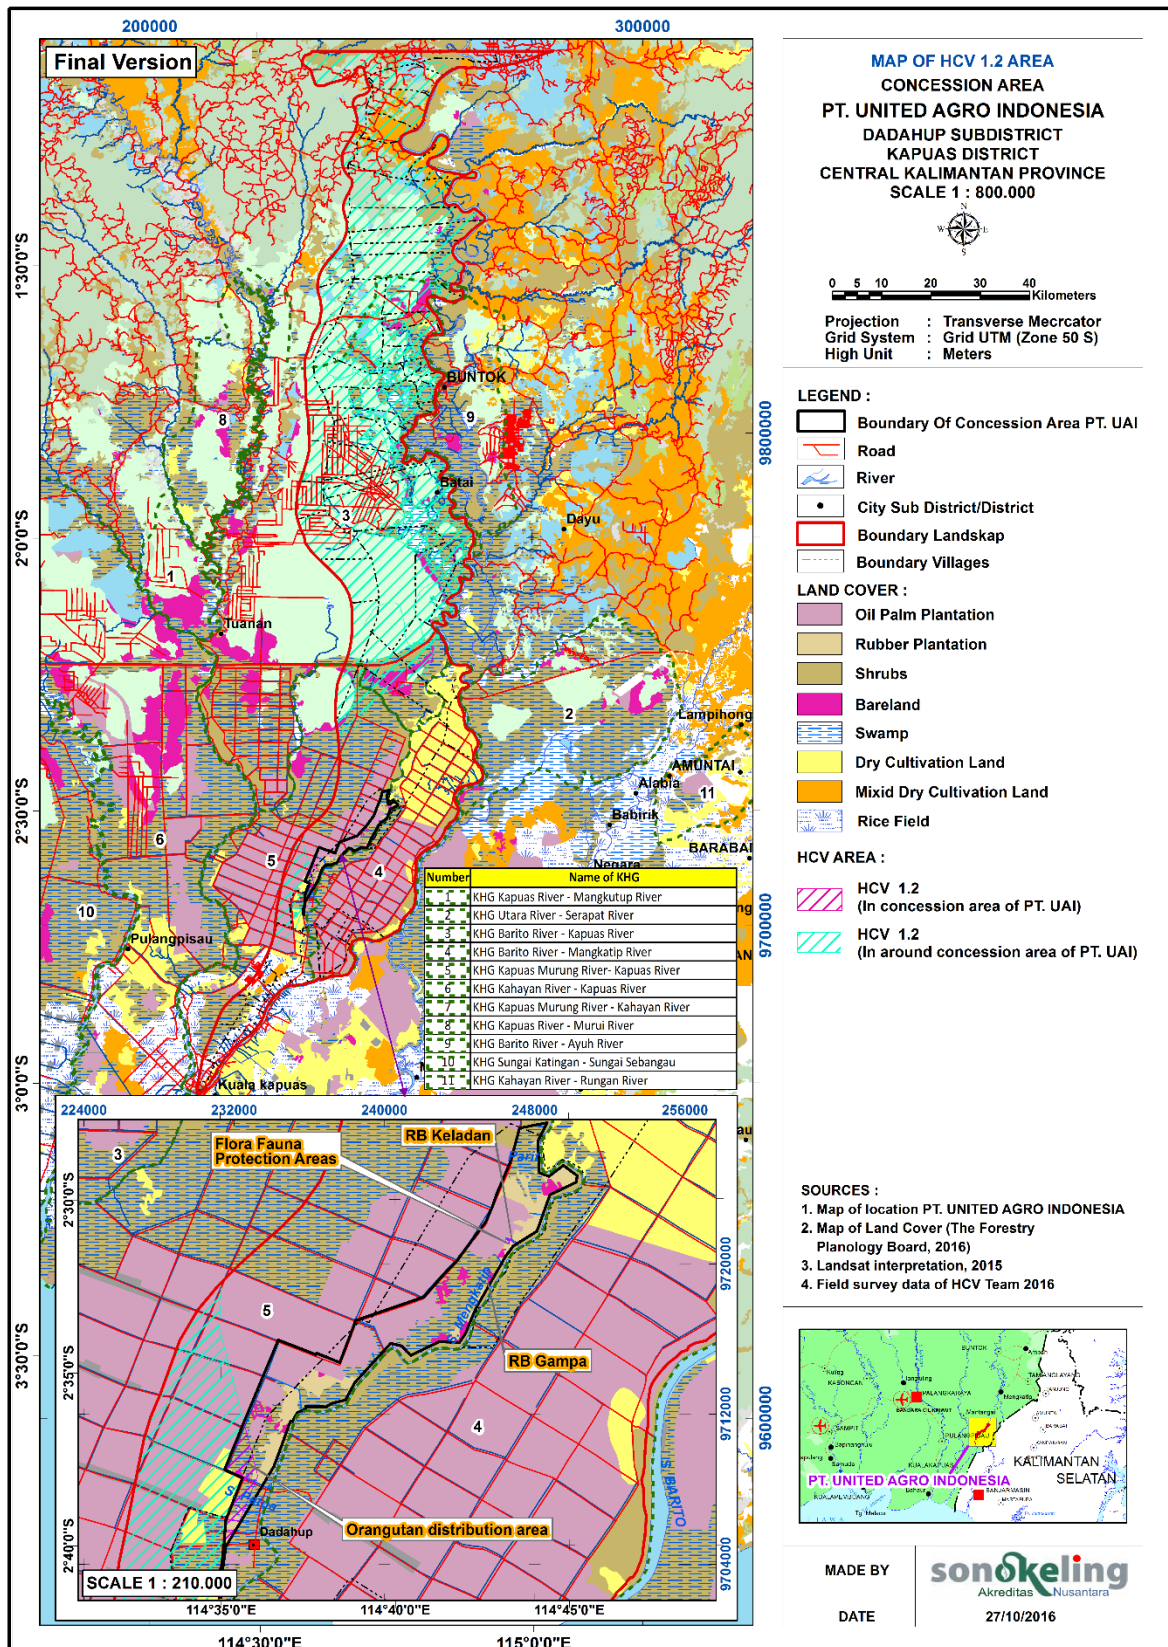 200000
300000
Final Version
1°30'0"S
2°0'0"S
2°30'0"S
3°0'0"S
3°30'0"S
9800000
9700000
9600000
BUNTOK
9
8
Batai
3
Dayu
1
Tuanan
2
Lampihong
AMUNTAI
Alabia
11
Babirik
BARABAI
Negara
6
5
4
10
Pulangpisau
Kuala kapuas
Number Name of KHG
1 KHG Kapuas River - Mangkutup River
2 KHG Utara River - Serapat River
3 KHG Barito River - Kapuas River
4 KHG Barito River - Mangkatip River
5 KHG Kapuas Murung River- Kapuas River
6 KHG Kahayan River - Kapuas River
7 KHG Kapuas Murung River - Kahayan River
8 KHG Kapuas River - Murui River
9 KHG Barito River - Ayuh River
10 KHG Sungai Katingan - Sungai Sebangau
11 KHG Kahayan River - Rungan River
224000
232000
240000
248000
256000
RB Keladan
Flora Fauna
Protection Areas
3
2°30'0"S
9720000
5
S. Mengkatip
RB Gampa
2°35'0"S
9712000
4
S. BARITO
Orangutan distribution area
Dadahup
2°40'0"S
9704000
SCALE 1 : 210.000
114°35'0"E
114°40'0"E
114°45'0"E
114°30'0"E
115°0'0"E
MAP OF HCV 1.2 AREA
CONCESSION AREA
PT. UNITED AGRO INDONESIA
DADAHUP SUBDISTRICT
KAPUAS DISTRICT
CENTRAL KALIMANTAN PROVINCE
SCALE 1 : 800.000
N
W E
S
0 5 10 20 30 40
Kilometers
Projection : Transverse Mecrcator
Grid System : Grid UTM (Zone 50 S)
High Unit : Meters
LEGEND :
Boundary Of Concession Area PT. UAI
Road
River
City Sub District/District
Boundary Landskap
Boundary Villages
LAND COVER :
Oil Palm Plantation
Rubber Plantation
Shrubs
Bareland
Swamp
Dry Cultivation Land
Mixid Dry Cultivation Land
Rice Field
HCV AREA :
HCV 1.2
(In concession area of PT. UAI)
HCV 1.2
(In around concession area of PT. UAI)
SOURCES :
1. Map of location PT. UNITED AGRO INDONESIA
2. Map of Land Cover (The Forestry
Planology Board, 2016)
3. Landsat interpretation, 2015
4. Field survey data of HCV Team 2016
BUNTOK
KASONGAN
PALANGKARAYA
SAMPIT
PULANGPISAU
KUALAKAPUAS
KALIMANTAN
SELATAN
PT. UNITED AGRO INDONESIA
BANJARMASIN
MADE BY
sonokeling
Akreditas Nusantara
DATE
27/10/2016